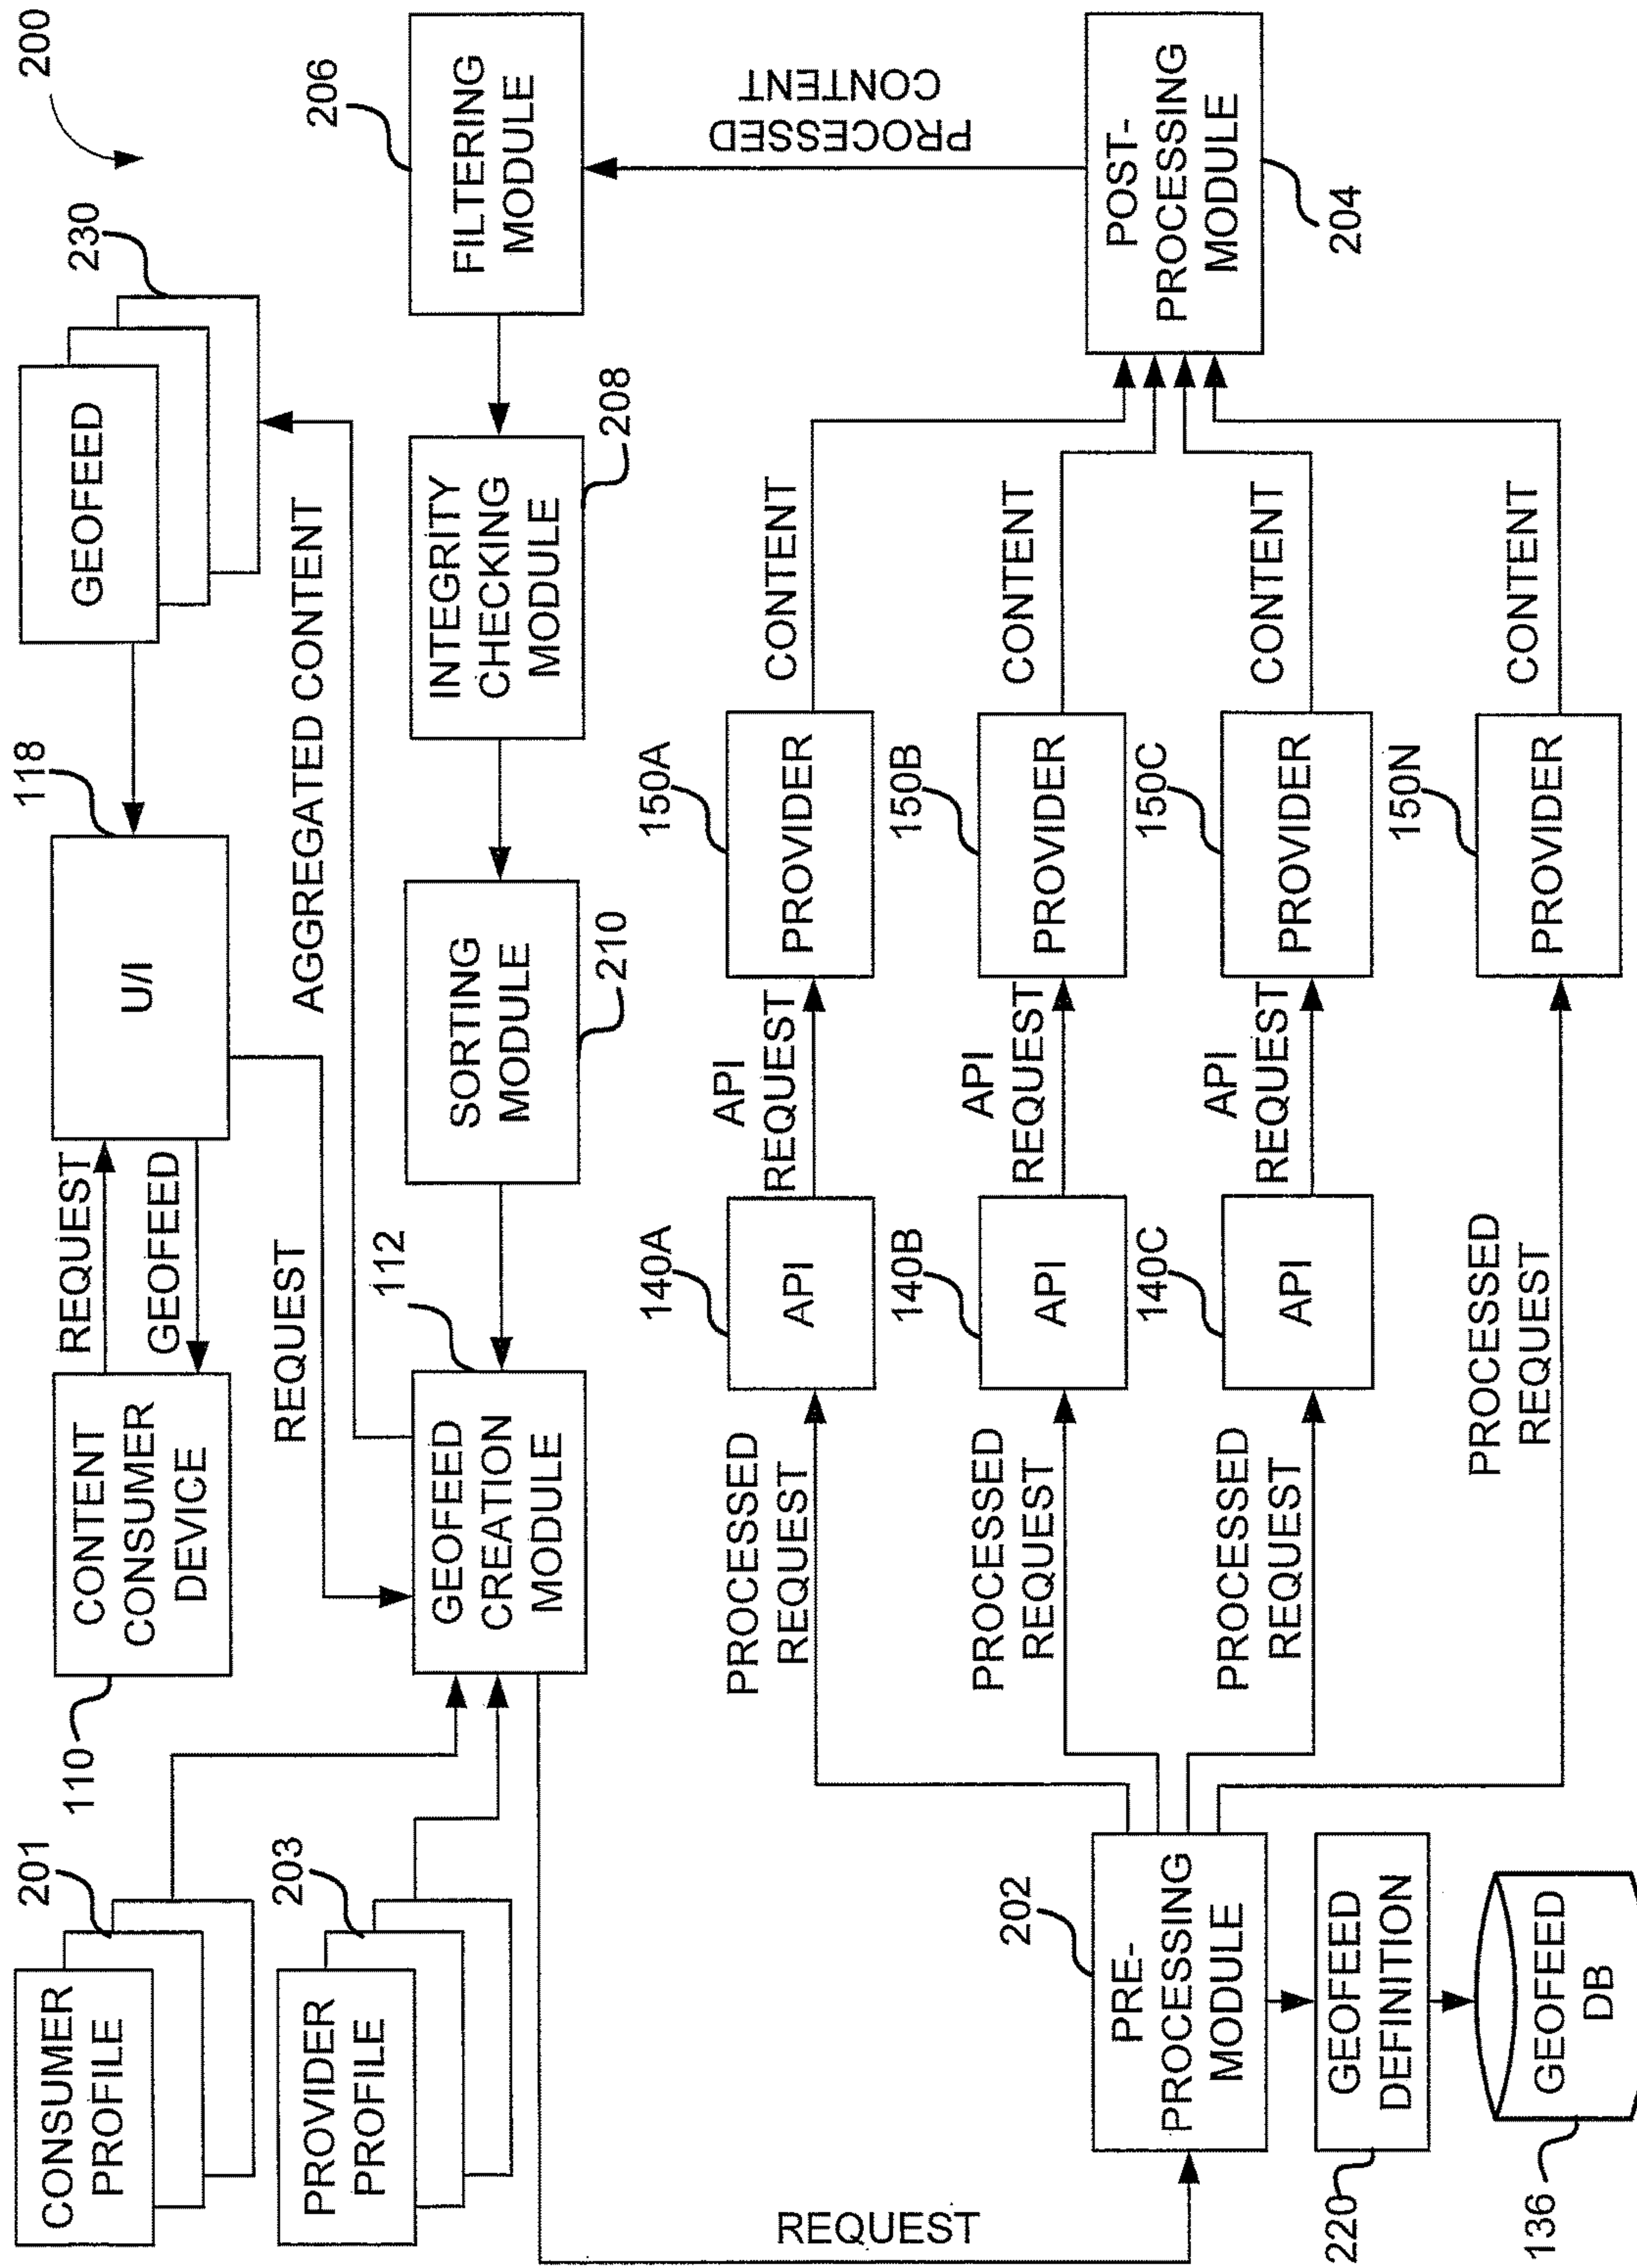 200
CONSUMER
PROFILE
201
PROVIDER
PROFILE
203
110
CONTENT
CONSUMER
DEVICE
REQUEST
GEOFEED
118
U/I
GEOFEED
230
REQUEST
AGGREGATED CONTENT
112
GEOFEED
CREATION
MODULE
SORTING
MODULE
210
INTEGRITY
CHECKING
MODULE
208
FILTERING
MODULE
206
REQUEST
PROCESSED
CONTENT
PROCESSED
REQUEST
140A
API
API
REQUEST
150A
PROVIDER
CONTENT
PROCESSED
REQUEST
140B
API
API
REQUEST
150B
PROVIDER
CONTENT
PROCESSED
REQUEST
140C
API
API
REQUEST
150C
PROVIDER
CONTENT
PROCESSED
REQUEST
150N
PROVIDER
CONTENT
202
PRE-
PROCESSING
MODULE
POST-
PROCESSING
MODULE
204
220
GEOFEED
DEFINITION
136
GEOFEED
DB